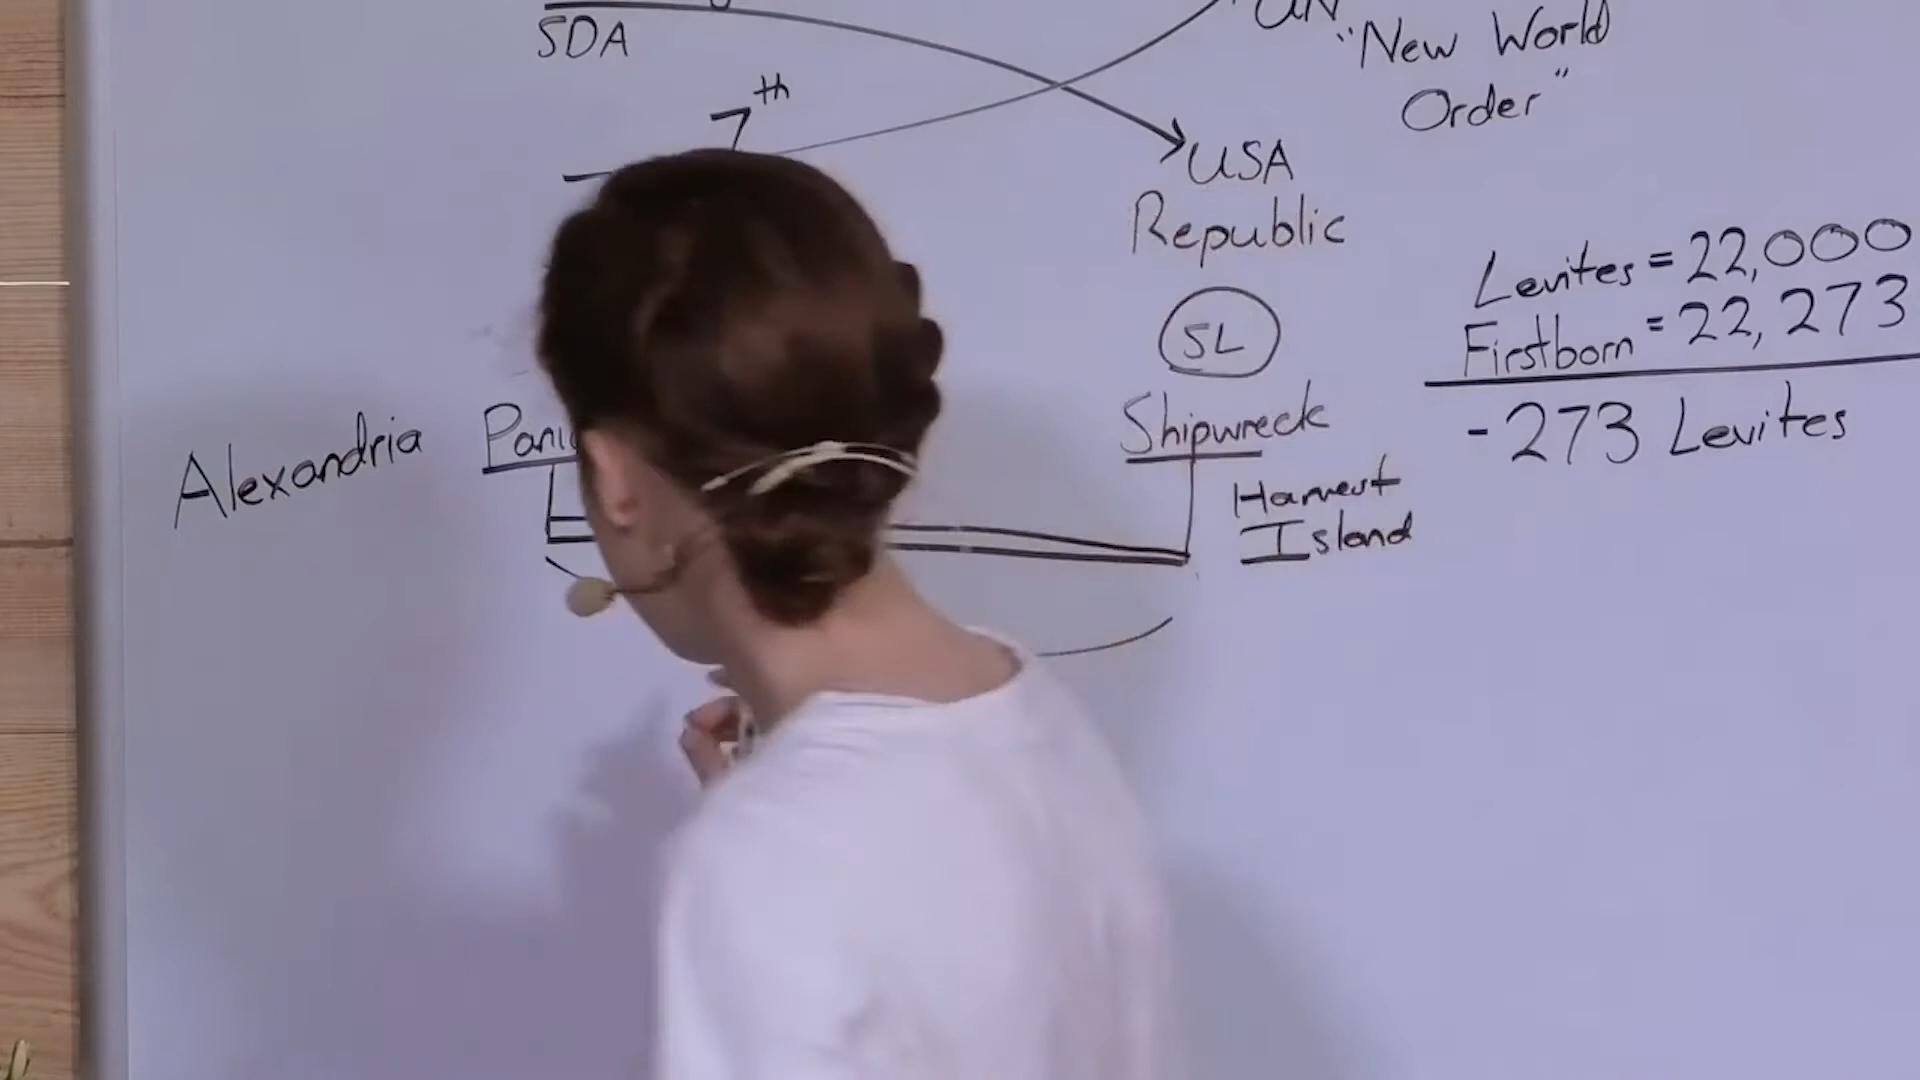 SDA
UN
"New World
Order"
7th
USA
Republic
Levites = 22,000
Firstborn = 22,273
-273 Levites
SL
Alexandria
Shipwreck
Harvest
Island